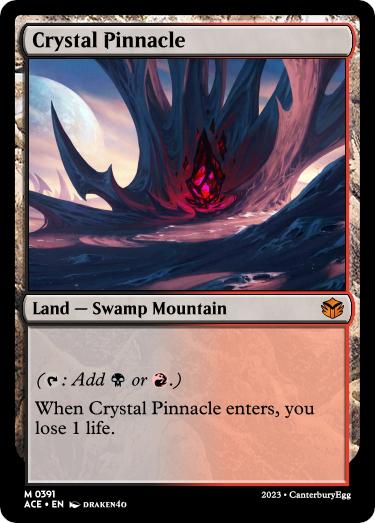 Crystal Pinnacle
Land — Swamp Mountain
(: Add or .)
When Crystal Pinnacle enters, you
lose 1 life.
M 0391
ACE • EN DRAKEN4O
2023 • CanterburyEgg